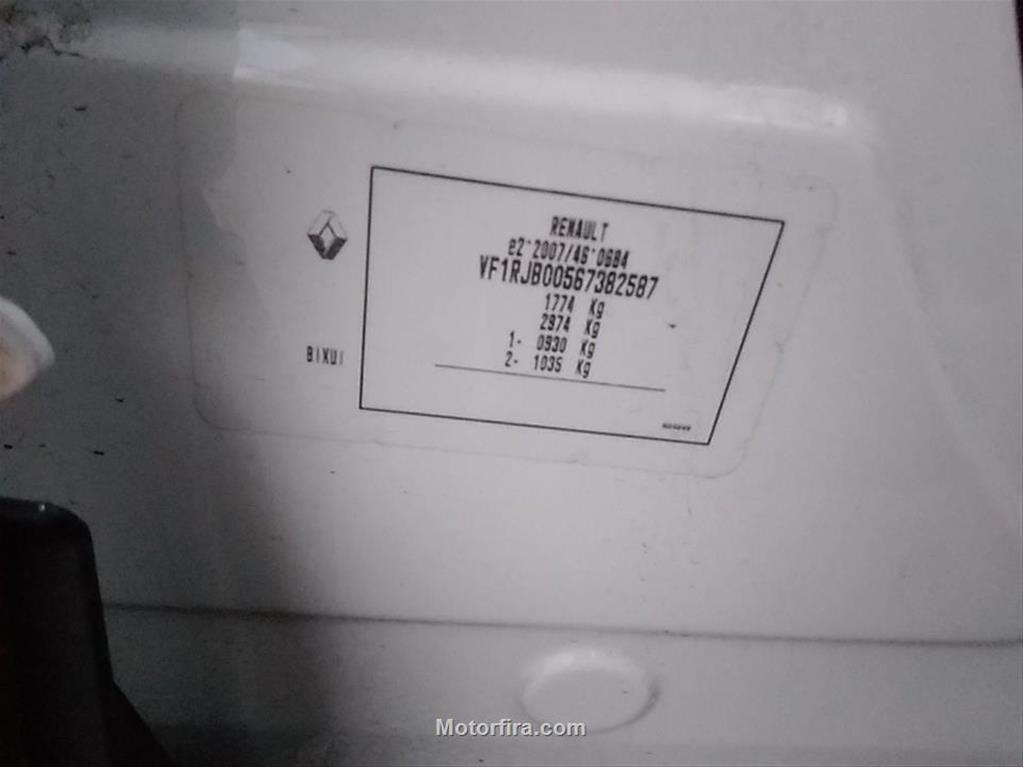 RENAULT
e2*2007/46*0684
VF1RJB00567382587
1774 Kg
2974 Kg
1- 0930 Kg
2- 1035 Kg
BIXUI
Motorfira.com